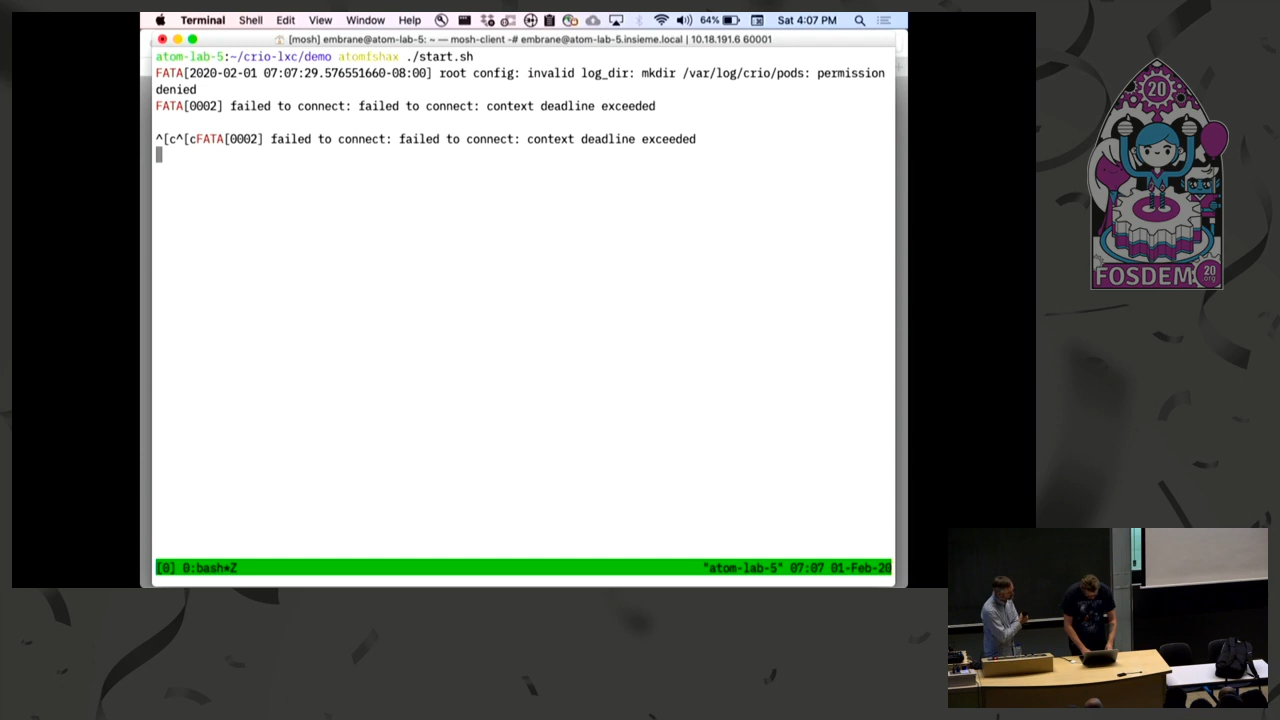 Terminal Shell Edit View Window Help 64% Sat 4:07 PM
[mosh] embrane@atom-lab-5: ~ — mosh-client -# embrane@atom-lab-5.insieme.local | 10.18.191.6 60001
atom-lab-5:~/crio-lxc/demo atomfshax ./start.sh
FATA[2020-02-01 07:07:29.576551660-08:00] root config: invalid log_dir: mkdir /var/log/crio/pods: permission
denied
FATA[0002] failed to connect: failed to connect: context deadline exceeded
^[c^[cFATA[0002] failed to connect: failed to connect: context deadline exceeded
[0] 0:bash*Z "atom-lab-5" 07:07 01-Feb-20
20
FOSDEM
20
.org